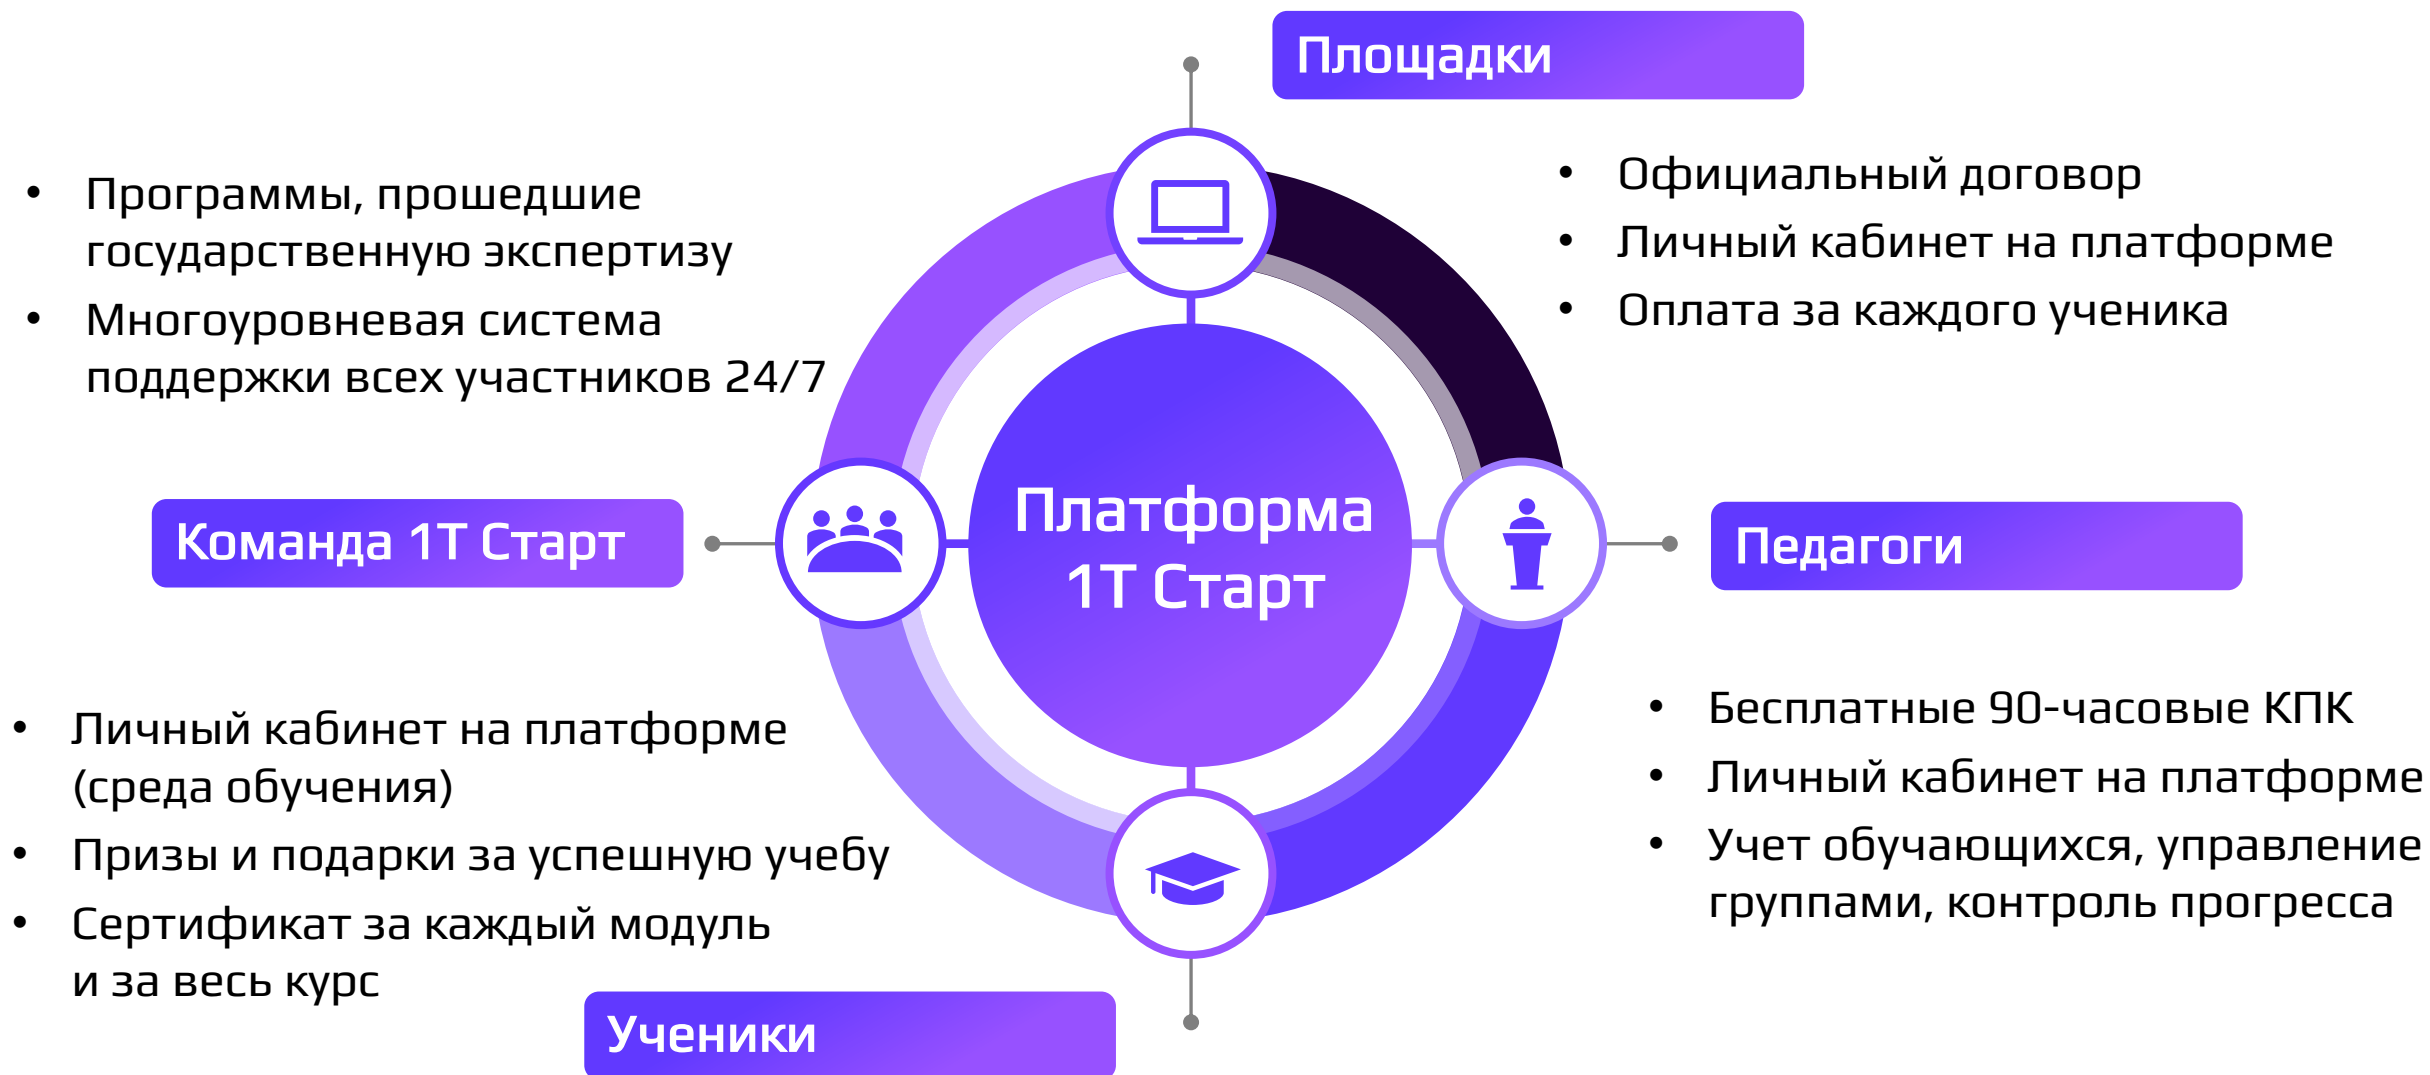 Площадки
• Официальный договор
• Личный кабинет на платформе
• Оплата за каждого ученика
• Программы, прошедшие
государственную экспертизу
• Многоуровневая система
поддержки всех участников 24/7
Команда 1Т Старт
Платформа
1Т Старт
Педагоги
• Бесплатные 90-часовые КПК
• Личный кабинет на платформе
• Учет обучающихся, управление
группами, контроль прогресса
• Личный кабинет на платформе
(среда обучения)
• Призы и подарки за успешную учебу
• Сертификат за каждый модуль
и за весь курс
Ученики